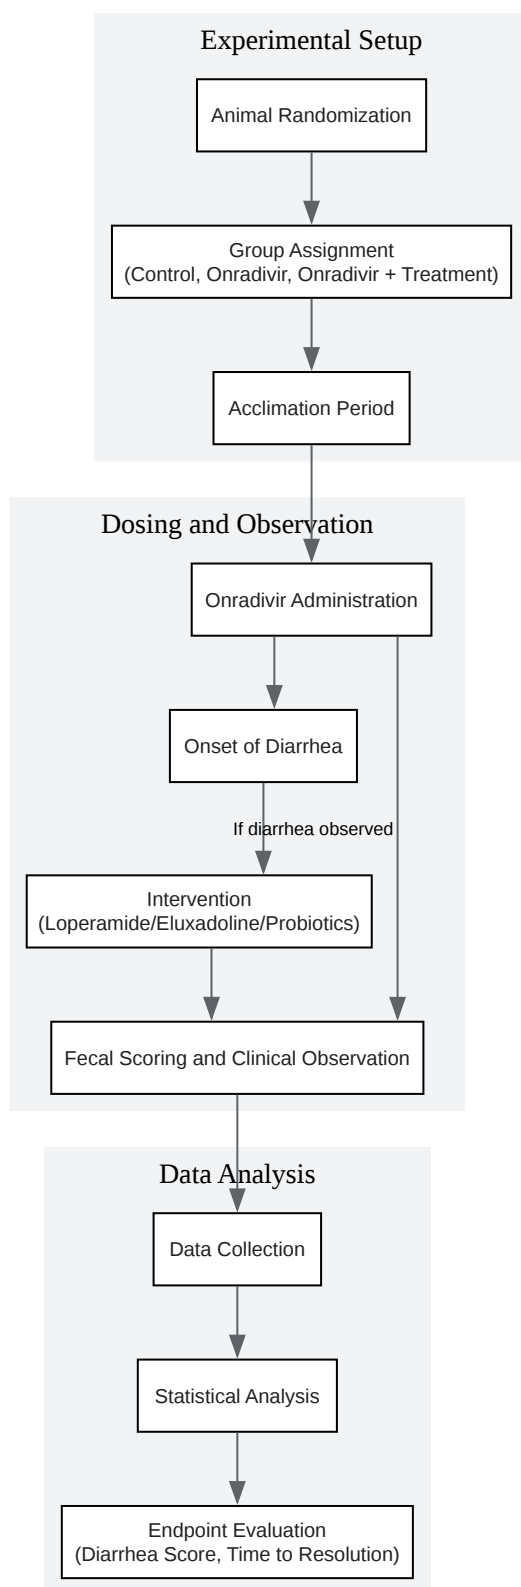 Experimental Setup
Animal Randomization
Group Assignment
(Control, Onradivir, Onradivir + Treatment)
Acclimation Period
Dosing and Observation
Onradivir Administration
Onset of Diarrhea
If diarrhea observed
Intervention
(Loperamide/Eluxadoline/Probiotics)
Fecal Scoring and Clinical Observation
Data Analysis
Data Collection
Statistical Analysis
Endpoint Evaluation
(Diarrhea Score, Time to Resolution)